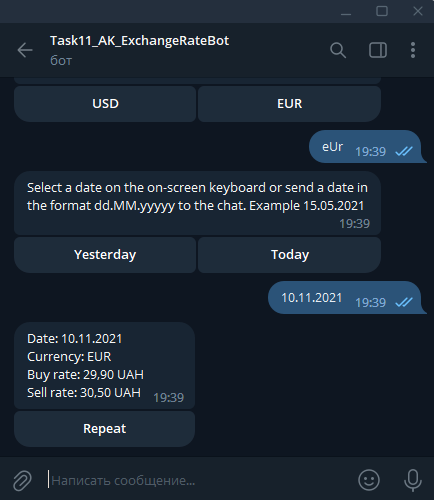 Task11_AK_ExchangeRateBot
бот
USD EUR
eUr 19:39
Select a date on the on-screen keyboard or send a date in
the format dd.MM.yyyyy to the chat. Example 15.05.2021
19:39
Yesterday Today
10.11.2021 19:39
Date: 10.11.2021
Currency: EUR
Buy rate: 29,90 UAH
Sell rate: 30,50 UAH 19:39
Repeat
Написать сообщение...